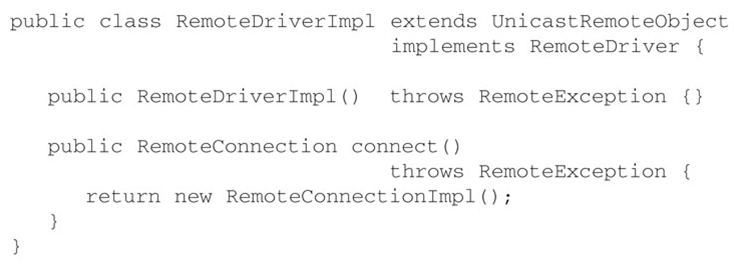 public class RemoteDriverImpl extends UnicastRemoteObject
implements RemoteDriver {
public RemoteDriverImpl() throws RemoteException {}
public RemoteConnection connect()
throws RemoteException {
return new RemoteConnectionImpl();
}
}